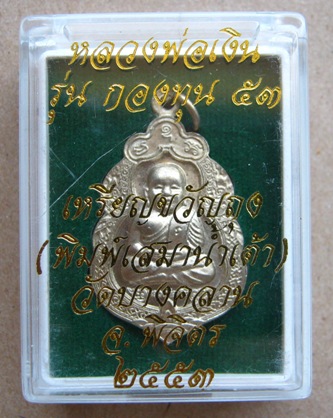 หลวงพ่อเงิน
รุ่น กองทุน ๕๓
เหรียญขวัญถุง
(พิมพ์เสมาน้ำเต้า)
วัดบางคลาน
จ. พิจิตร
๒๕๕๓